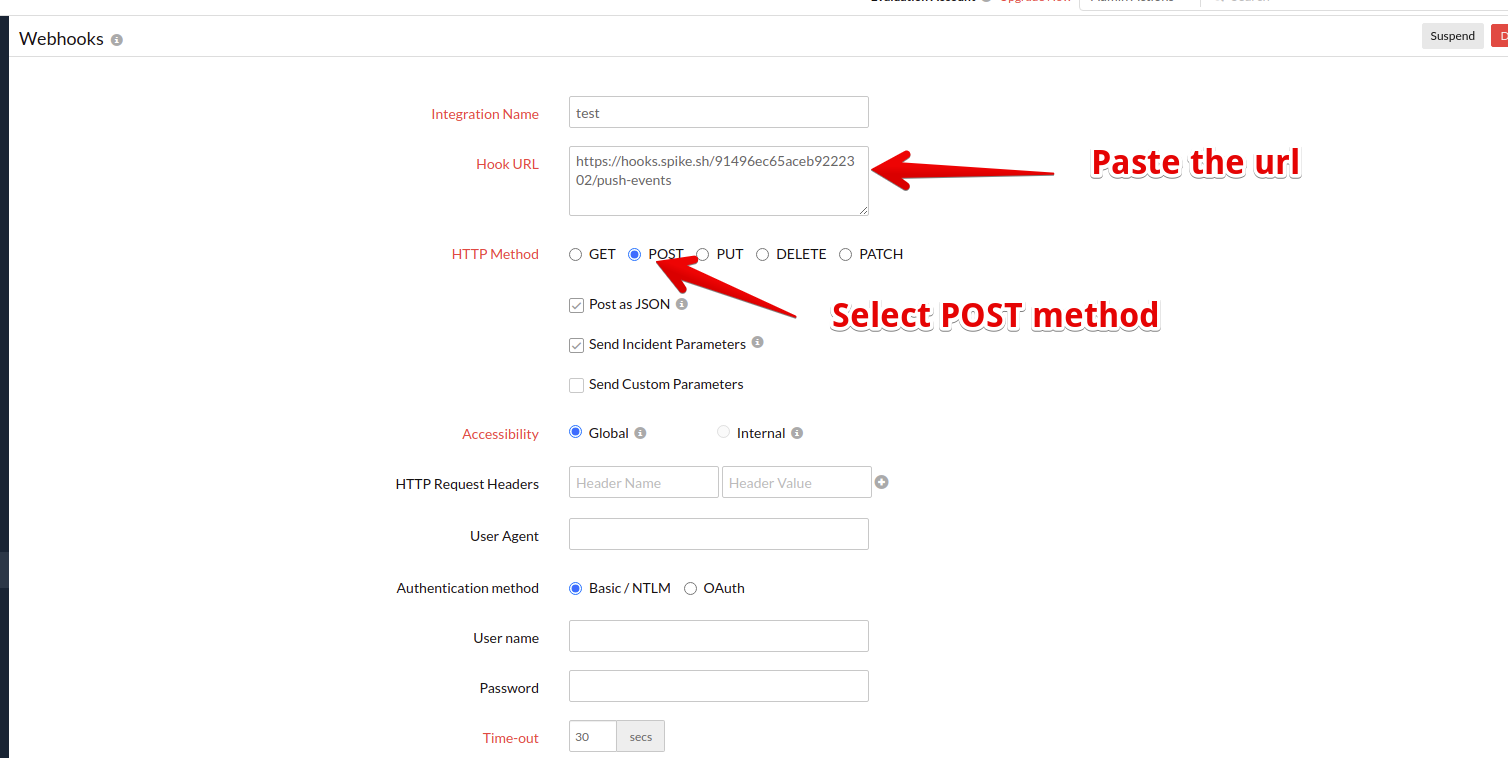 Webhooks
Suspend
D
Integration Name
test
Hook URL
https://hooks.spike.sh/91496ec65aceb92223
02/push-events
Paste the url
HTTP Method
GET POST PUT DELETE PATCH
Post as JSON
Select POST method
Send Incident Parameters
Send Custom Parameters
Accessibility
Global Internal
HTTP Request Headers
Header Name Header Value
User Agent
Authentication method
Basic / NTLM OAuth
User name
Password
Time-out
30 secs